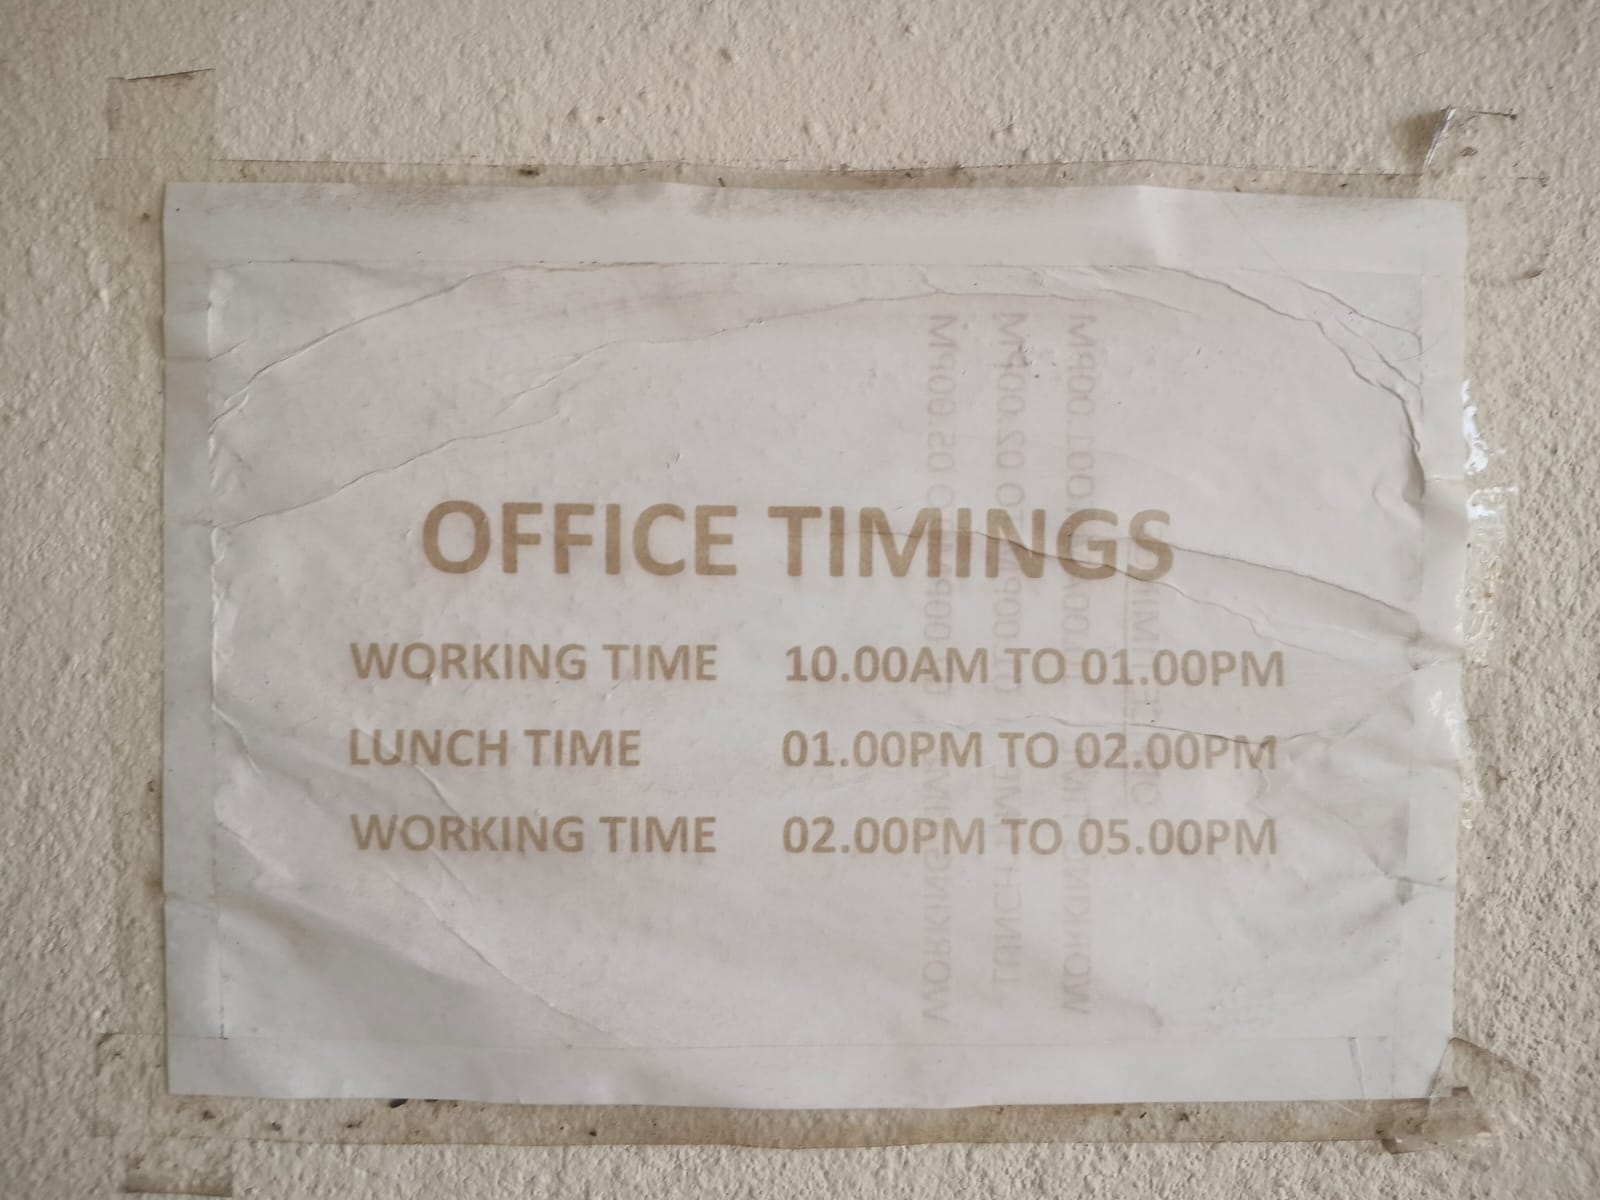 OFFICE TIMINGS
WORKING TIME 10.00AM TO 01.00PM
LUNCH TIME 01.00PM TO 02.00PM
WORKING TIME 02.00PM TO 05.00PM